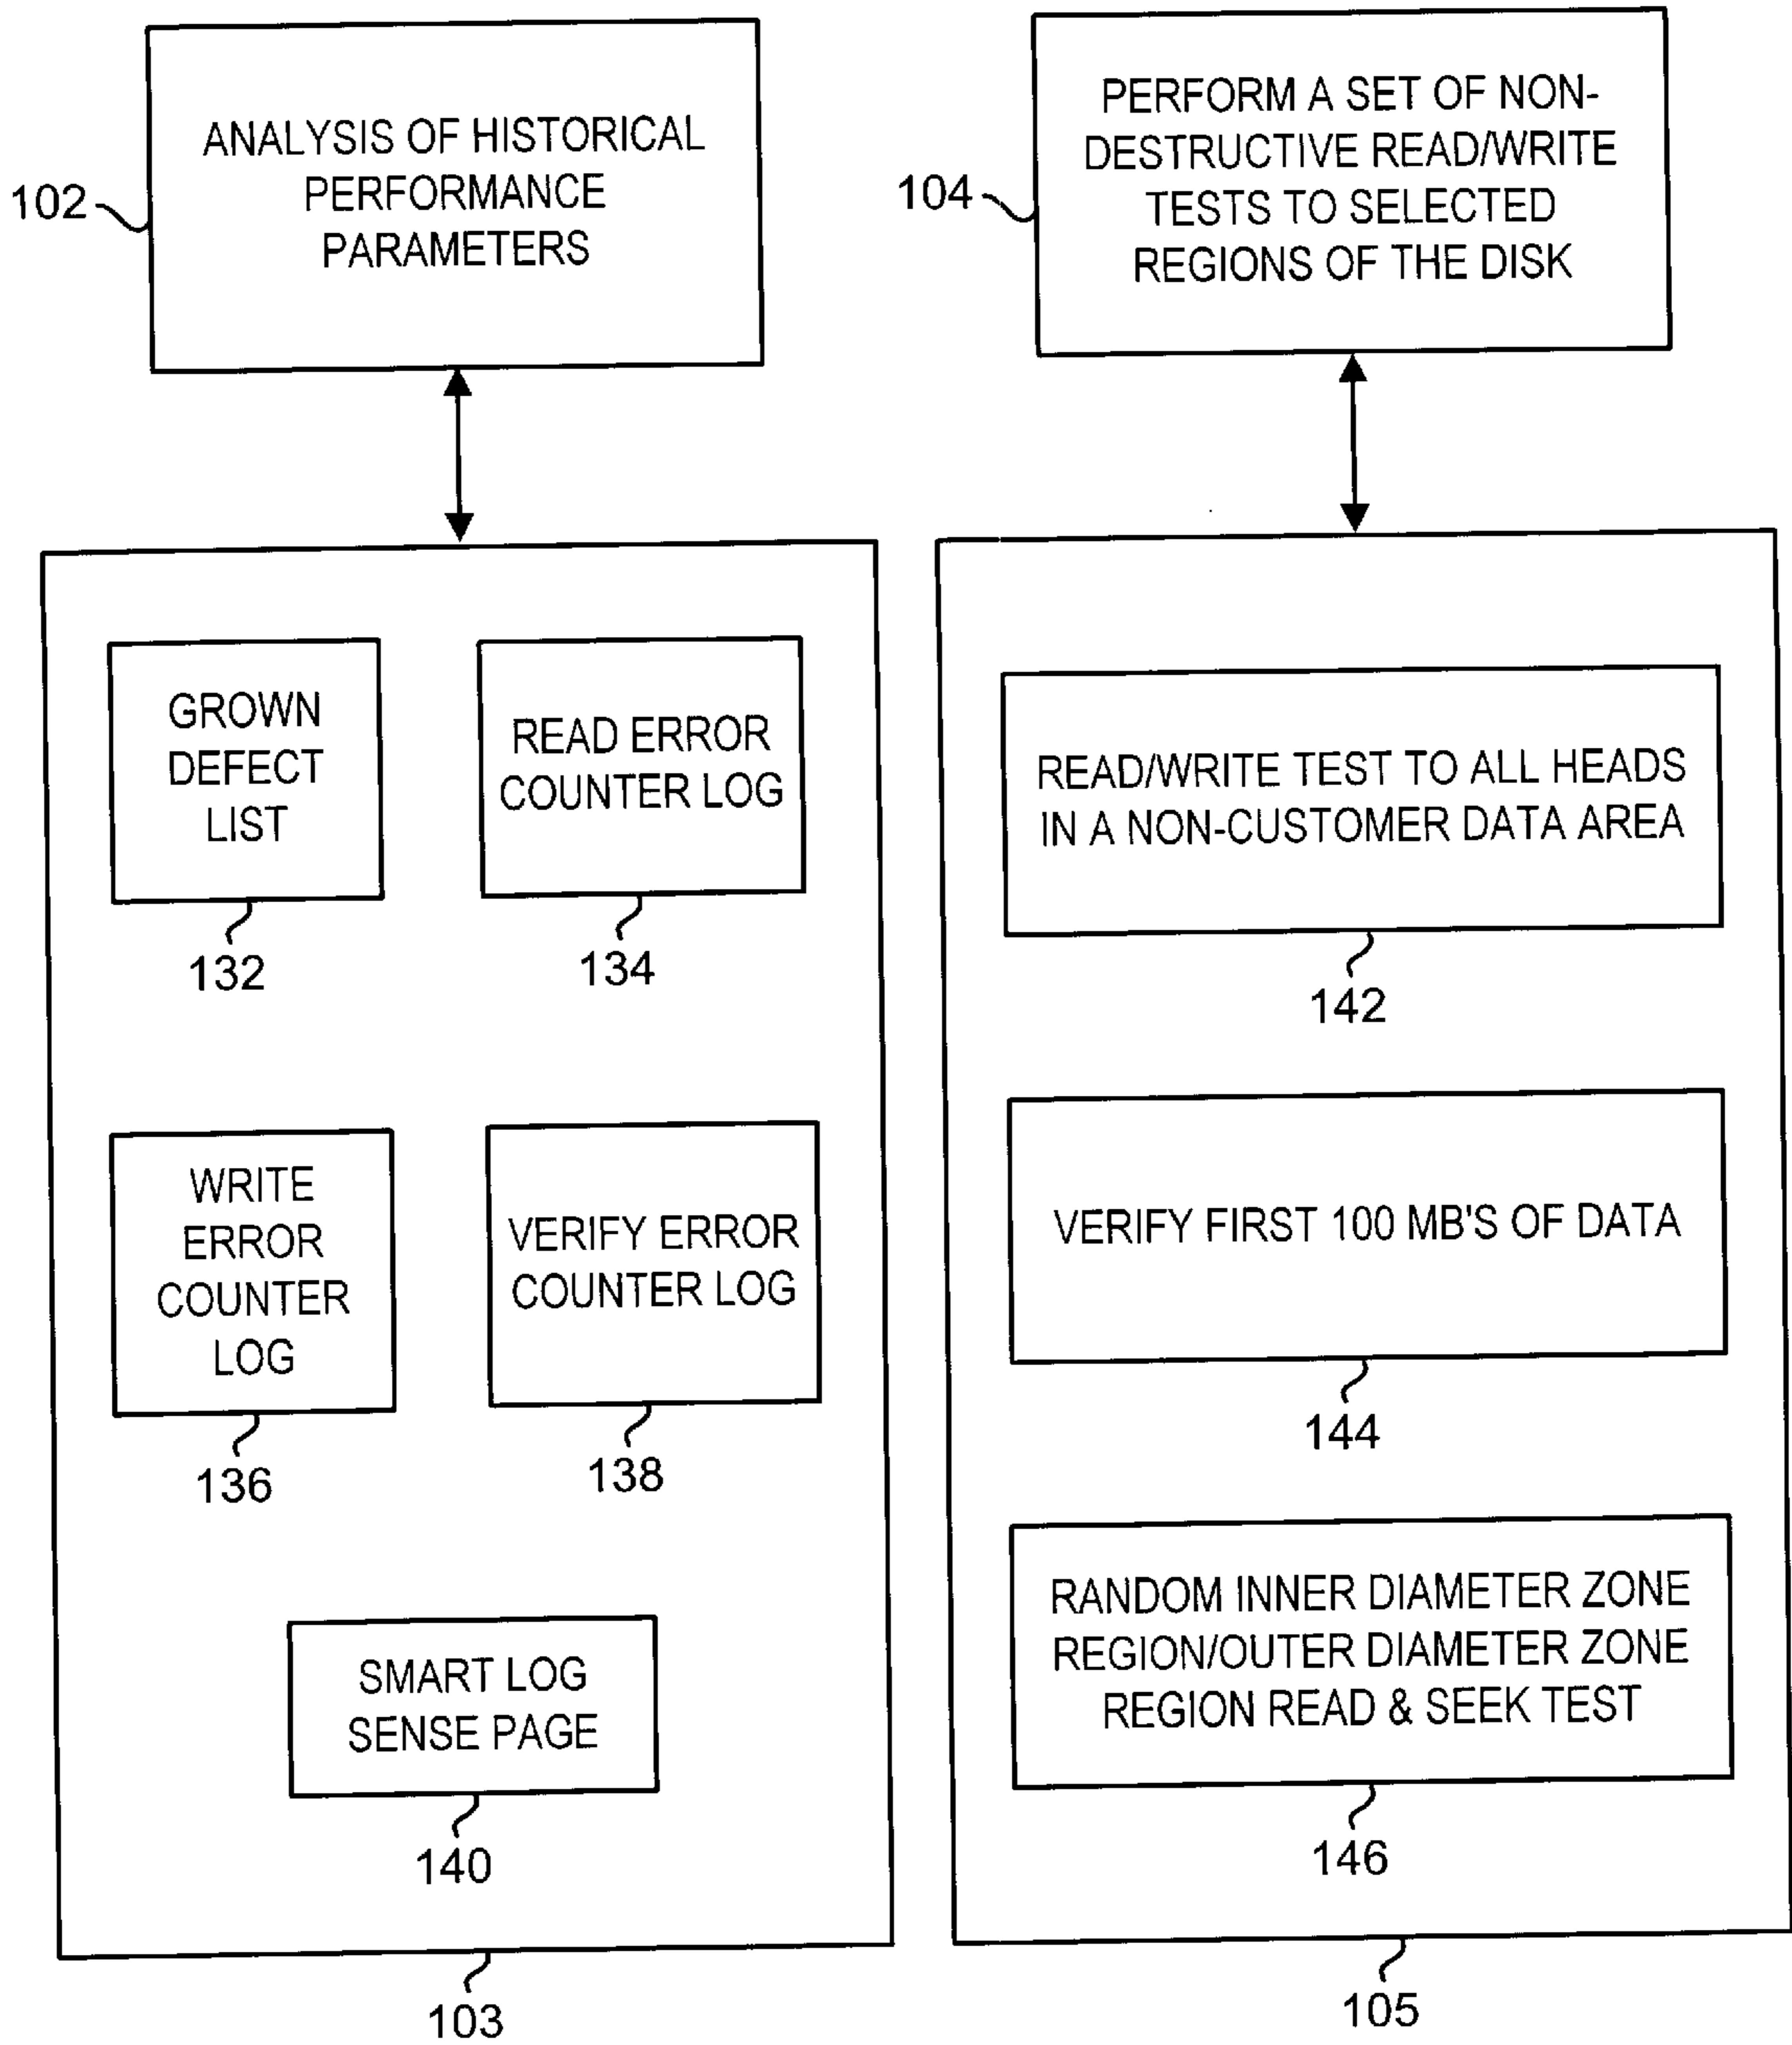 102
ANALYSIS OF HISTORICAL
PERFORMANCE
PARAMETERS
104
PERFORM A SET OF NON-
DESTRUCTIVE READ/WRITE
TESTS TO SELECTED
REGIONS OF THE DISK
GROWN
DEFECT
LIST
132
READ ERROR
COUNTER LOG
134
WRITE
ERROR
COUNTER
LOG
136
VERIFY ERROR
COUNTER LOG
138
SMART LOG
SENSE PAGE
140
103
READ/WRITE TEST TO ALL HEADS
IN A NON-CUSTOMER DATA AREA
142
VERIFY FIRST 100 MB'S OF DATA
144
RANDOM INNER DIAMETER ZONE
REGION/OUTER DIAMETER ZONE
REGION READ & SEEK TEST
146
105